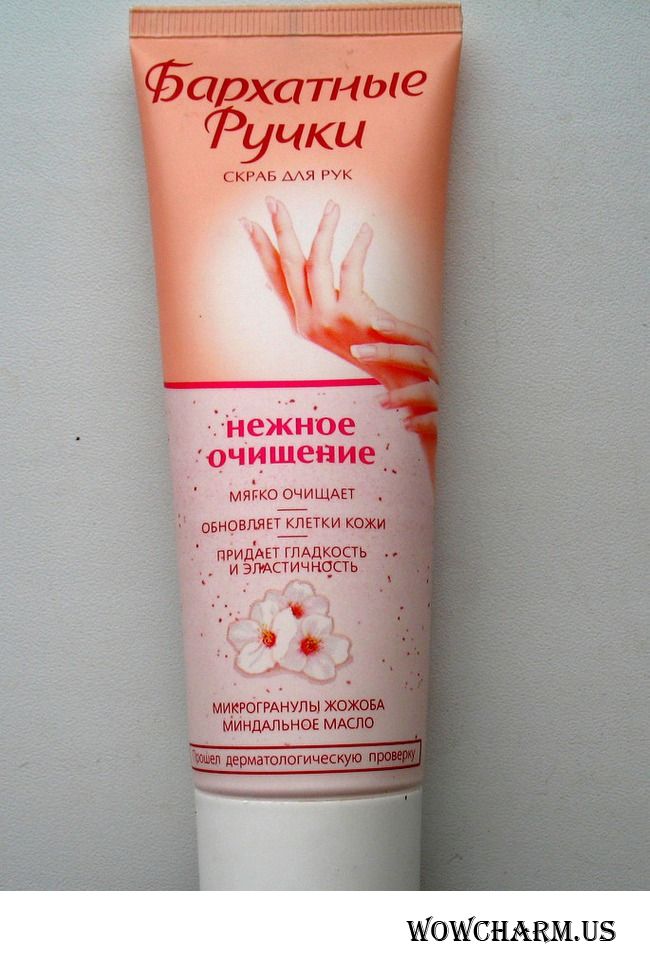 Бархатные
Ручки
СКРАБ ДЛЯ РУК
нежное
очищение
МЯГКО ОЧИЩАЕТ
ОБНОВЛЯЕТ КЛЕТКИ КОЖИ
ПРИДАЕТ ГЛАДКОСТЬ
И ЭЛАСТИЧНОСТЬ
МИКРОГРАНУЛЫ ЖОЖОБА
МИНДАЛЬНОЕ МАСЛО
Прошел дерматологическую проверку
WOWCHARM.US